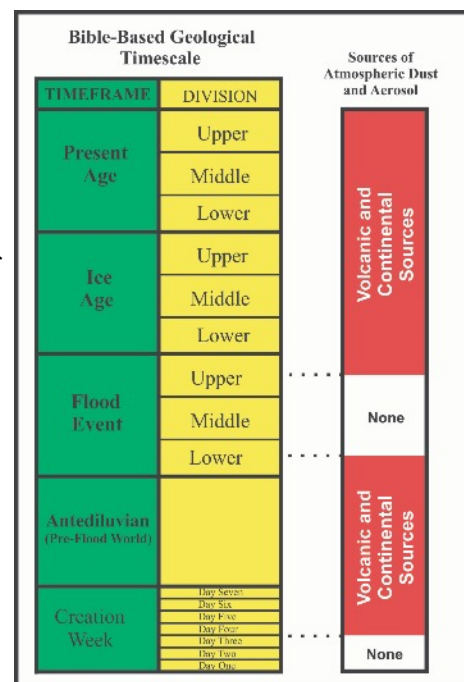 Bible-Based Geological
Timescale
TIMEFRAME
DIVISION
Present
Age
Upper
Middle
Lower
Ice
Age
Upper
Middle
Lower
Flood
Event
Upper
Middle
Lower
Antediluvian
(Pre-Flood World)
Creation
Week
Day Seven
Day Six
Day Five
Day Four
Day Three
Day Two
Day One
Sources of
Atmospheric Dust
and Aerosol
Volcanic and
Continental
Sources
None
Volcanic and
Continental
Sources
None